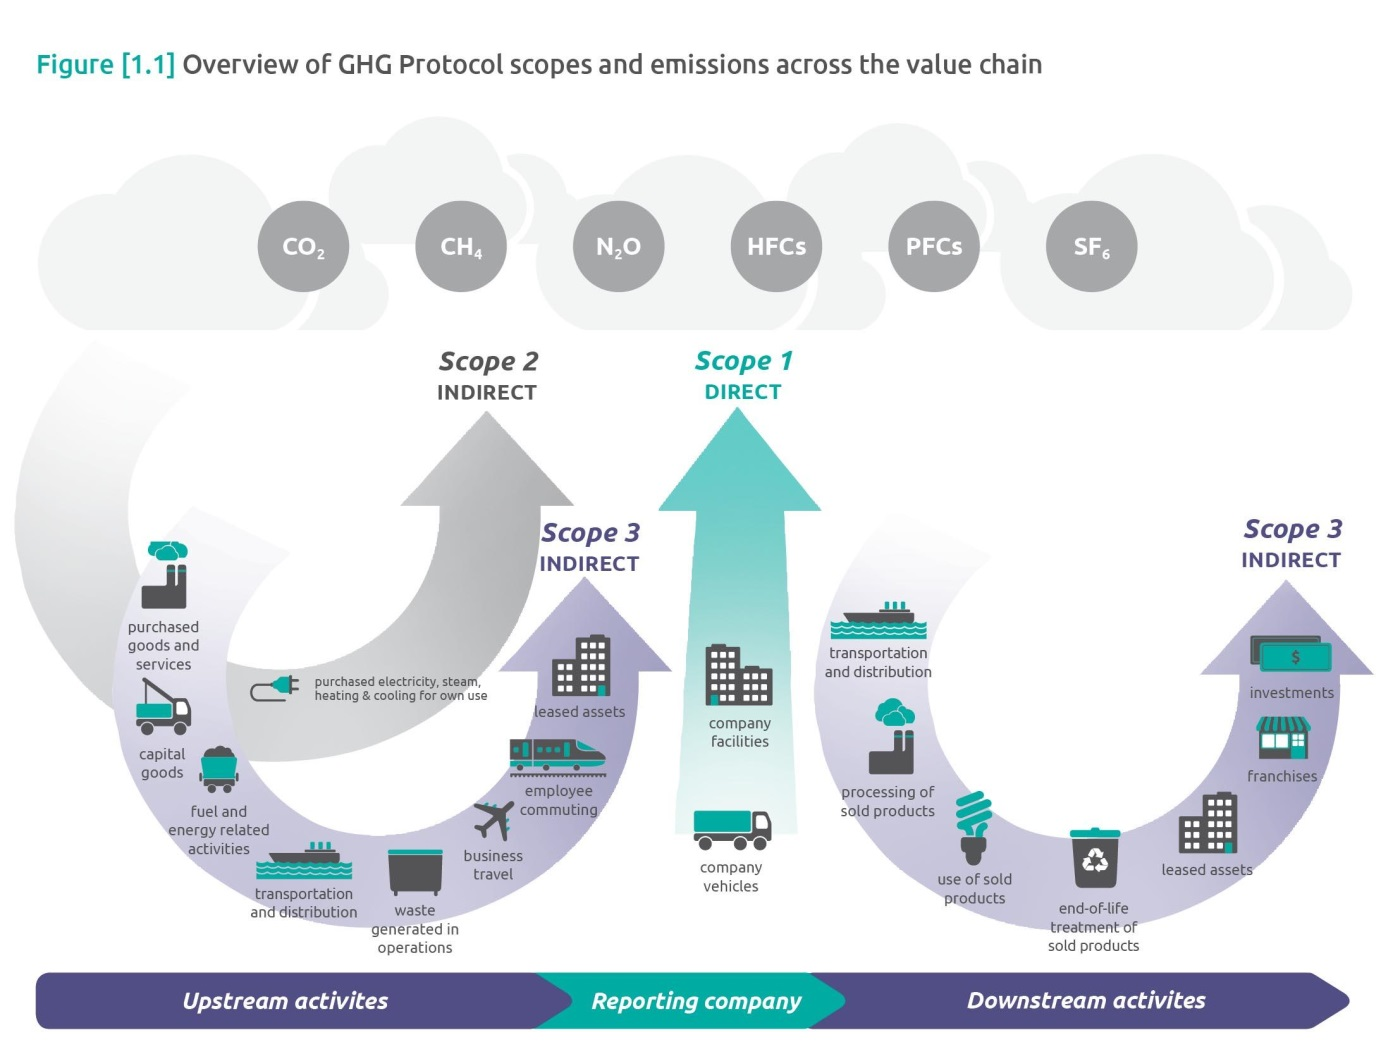 Figure [1.1] Overview of GHG Protocol scopes and emissions across the value chain
CO₂
CH₄
N₂O
HFCs
PFCs
SF₆
Scope 2
INDIRECT
Scope 1
DIRECT
Scope 3
INDIRECT
Scope 3
INDIRECT
purchased
goods and
services
capital
goods
fuel and
energy related
activities
transportation
and distribution
waste
generated in
operations
business
travel
employee
commuting
leased assets
purchased electricity, steam,
heating & cooling for own use
company
facilities
company
vehicles
transportation
and distribution
processing of
sold products
use of sold
products
end-of-life
treatment of
sold products
leased assets
franchises
$
investments
Upstream activites
Reporting company
Downstream activites